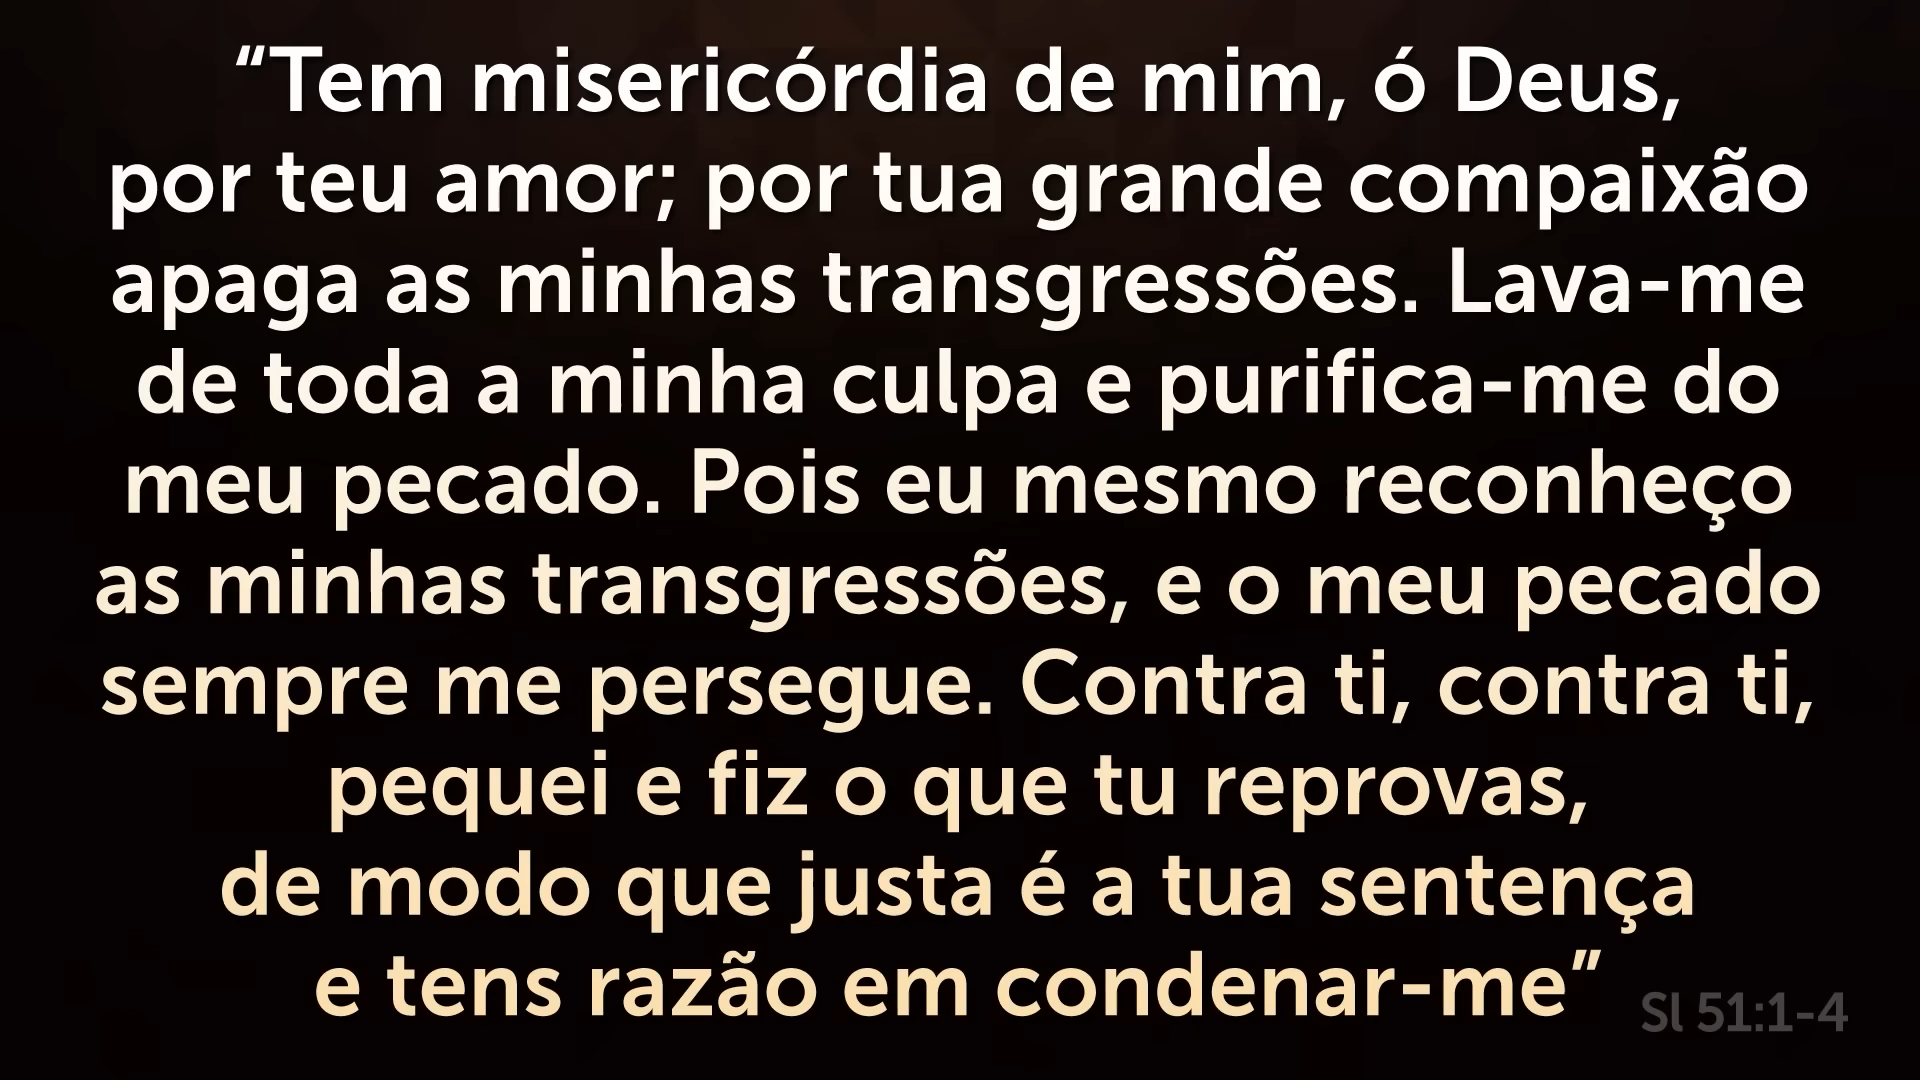 “Tem misericórdia de mim, ó Deus,
por teu amor; por tua grande compaixão
apaga as minhas transgressões. Lava-me
de toda a minha culpa e purifica-me do
meu pecado. Pois eu mesmo reconheço
as minhas transgressões, e o meu pecado
sempre me persegue. Contra ti, contra ti,
pequei e fiz o que tu reprovas,
de modo que justa é a tua sentença
e tens razão em condenar-me”
Sl 51:1-4